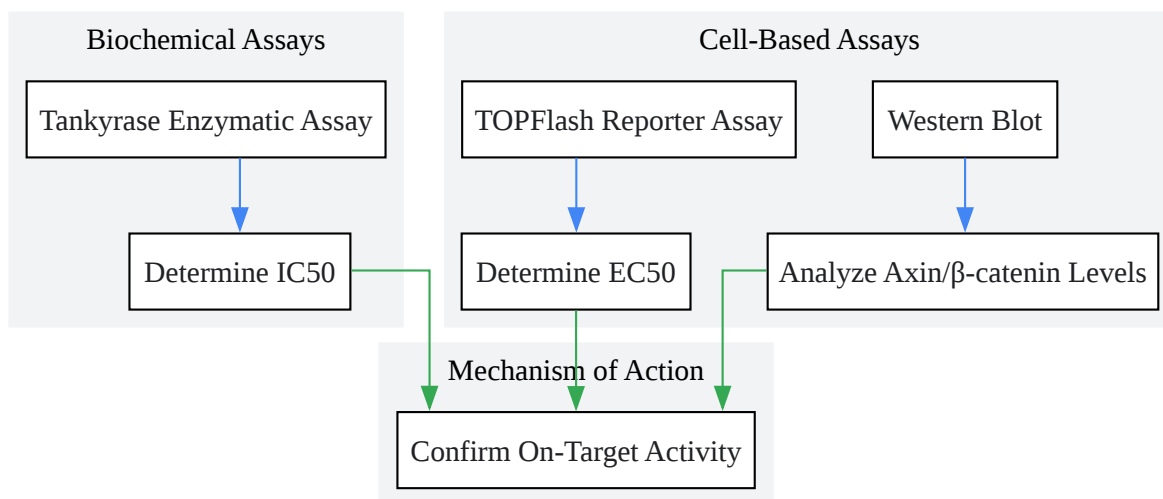 Biochemical Assays
Cell-Based Assays
Tankyrase Enzymatic Assay
TOPFlash Reporter Assay
Western Blot
Determine IC50
Determine EC50
Analyze Axin/β-catenin Levels
Mechanism of Action
Confirm On-Target Activity